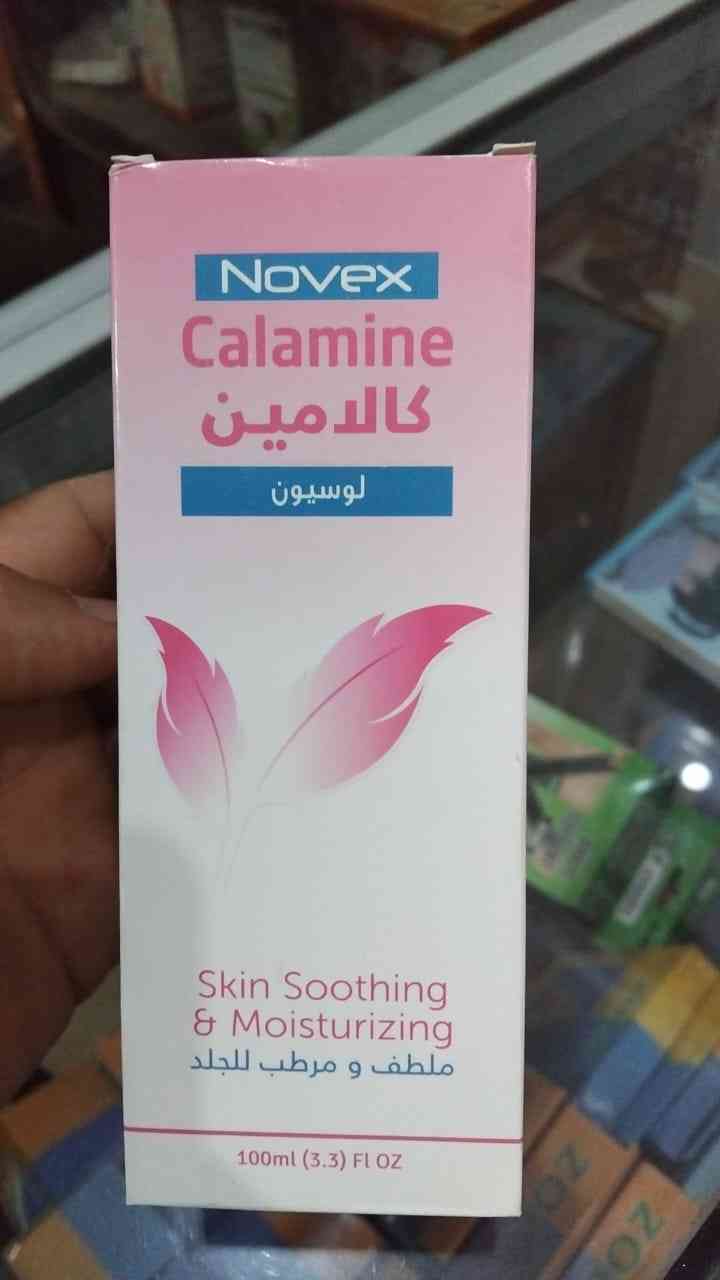 Novex
Calamine
كالامين
لوسيون
Skin Soothing
& Moisturizing
ملطف و مرطب للجلد
100ml (3.3) Fl OZ